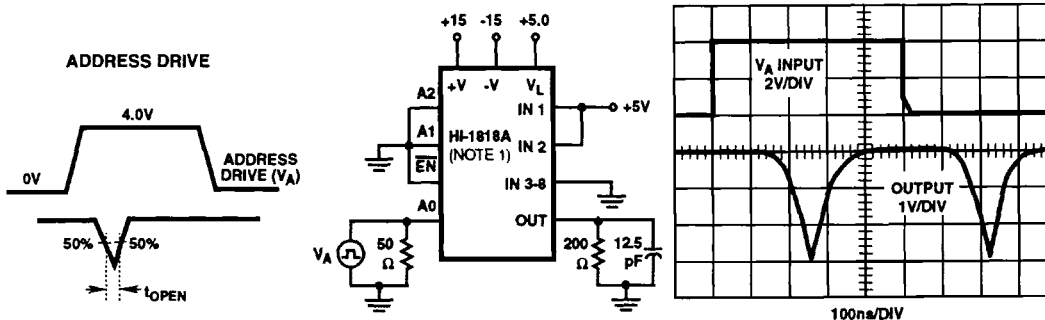 ADDRESS DRIVE
4.0V
0V
ADDRESS
DRIVE (VA)
50%
50%
tOPEN
+15
-15
+5.0
+V
-V
VL
A2
A1
EN
A0
HI-1818A
(NOTE 1)
IN 1
IN 2
IN 3-8
OUT
+5V
VA
50
Ω
200
Ω
12.5
pF
VA INPUT
2V/DIV
OUTPUT
1V/DIV
100ns/DIV